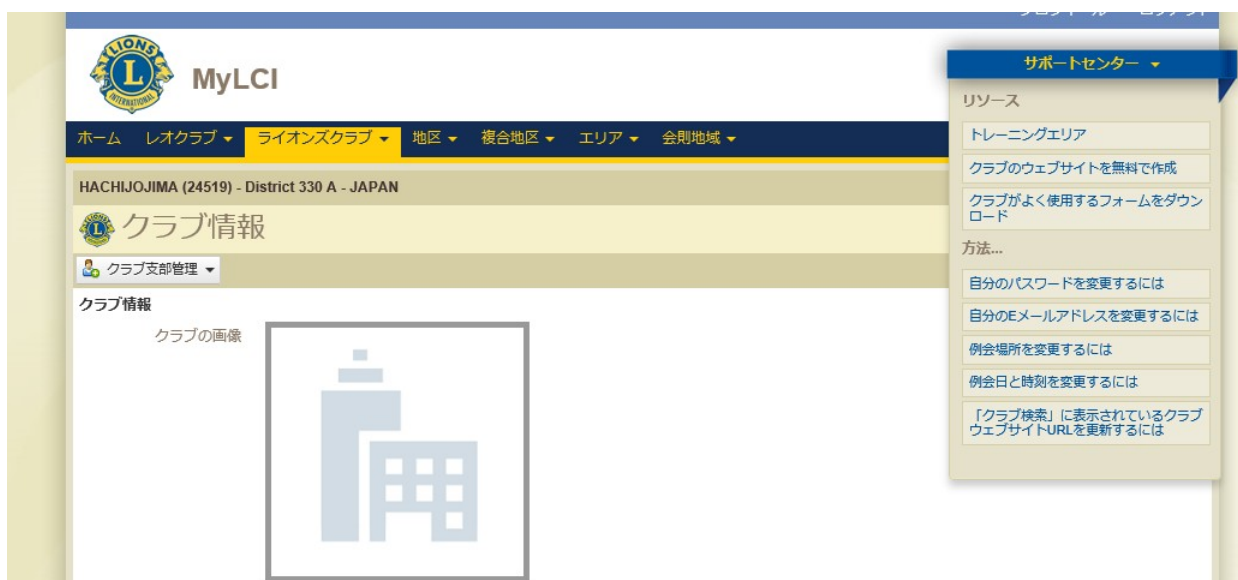 LIONS
L
INTERNATIONAL
MyLCI
サポートセンター
ホーム レオクラブ ライオンズクラブ 地区 複合地区 エリア 会則地域
HACHIJOJIMA (24519) - District 330 A - JAPAN
クラブ情報
クラブ支部管理
クラブ情報
クラブの画像
リソース
トレーニングエリア
クラブのウェブサイトを無料で作成
クラブがよく使用するフォームをダウン
ロード
方法...
自分のパスワードを変更するには
自分のEメールアドレスを変更するには
例会場所を変更するには
例会日と時刻を変更するには
「クラブ検索」に表示されているクラブ
ウェブサイトURLを更新するには